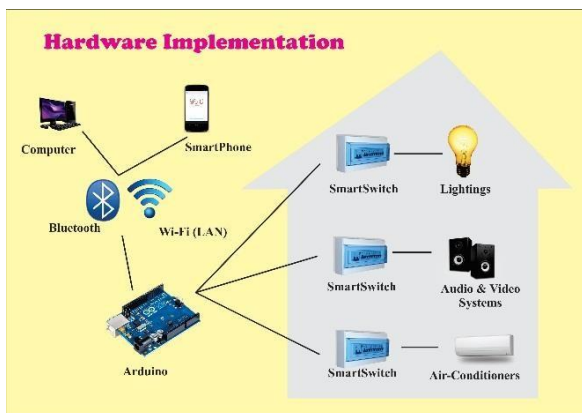 Hardware Implementation
Computer
SmartPhone
Bluetooth
Wi-Fi (LAN)
Arduino
SmartSwitch
Lightings
SmartSwitch
Audio & Video
Systems
SmartSwitch
Air-Conditioners